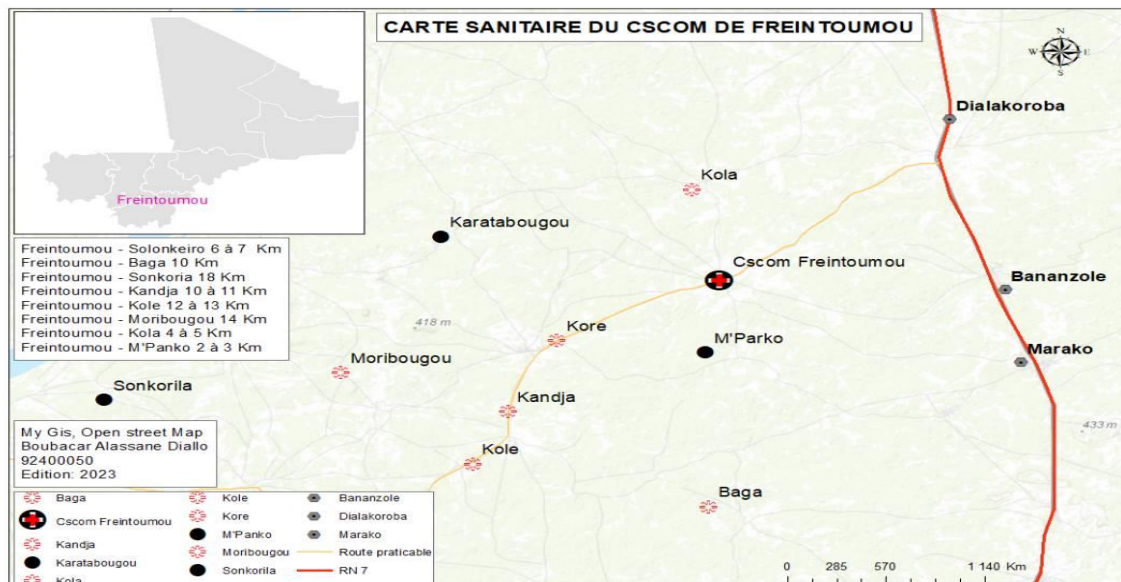 CARTE SANITAIRE DU CSCOM DE FREINTOUMOU
N
W E
S
Dialakoroba
Kola
Freintoumou
Karatabougou
Cscom Freintoumou
Freintoumou - Solonkeiro 6 à 7 Km
Freintoumou - Baga 10 Km
Freintoumou - Sonkoria 18 Km
Freintoumou - Kandja 10 à 11 Km
Freintoumou - Kole 12 à 13 Km
Freintoumou - Moribougou 14 Km
Freintoumou - Kola 4 à 5 Km
Freintoumou - M'Panko 2 à 3 Km
Bananzole
418 m
Kore
M'Parko
Marako
Moribougou
Sonkorila
Kandja
433 m
My Gis, Open street Map
Boubacar Alassane Diallo
92400050
Edition: 2023
Kole
Baga
Baga
Cscom Freintoumou
Kandja
Karatabougou
Kola
Kole
Kore
M'Panko
Moribougou
Sonkorila
Bananzole
Dialakoroba
Marako
Route praticable
RN 7
0 285 570 1 140 Km